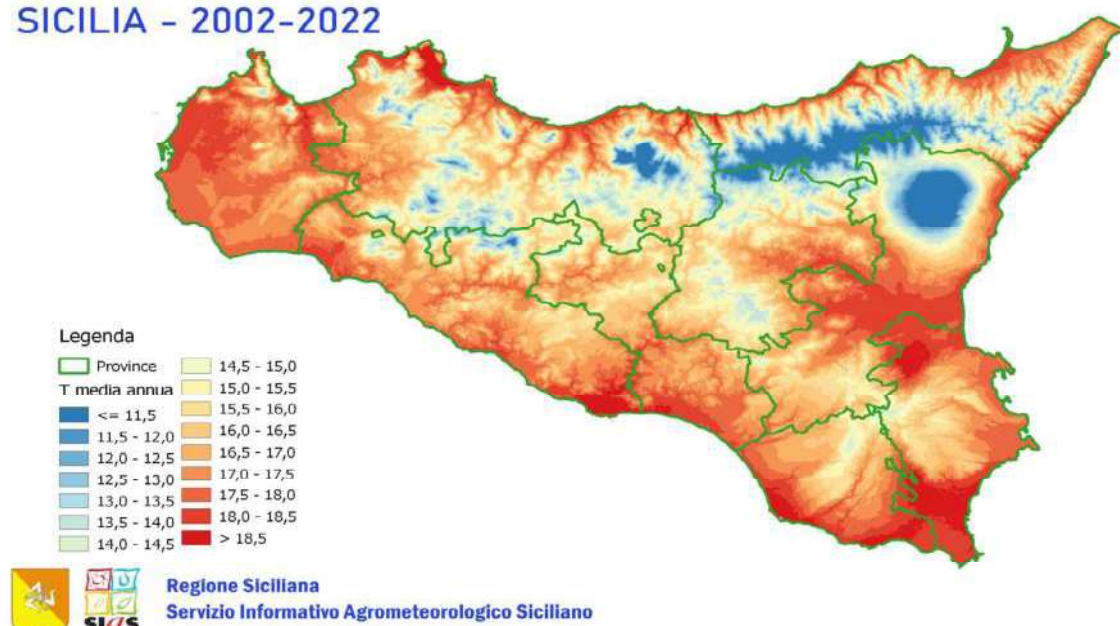 SICILIA - 2002-2022
Legenda
Province
T media annua
<= 11,5
11,5 - 12,0
12,0 - 12,5
12,5 - 13,0
13,0 - 13,5
13,5 - 14,0
14,0 - 14,5
14,5 - 15,0
15,0 - 15,5
15,5 - 16,0
16,0 - 16,5
16,5 - 17,0
17,0 - 17,5
17,5 - 18,0
18,0 - 18,5
> 18,5
SIAS
Regione Siciliana
Servizio Informativo Agrometeorologico Siciliano